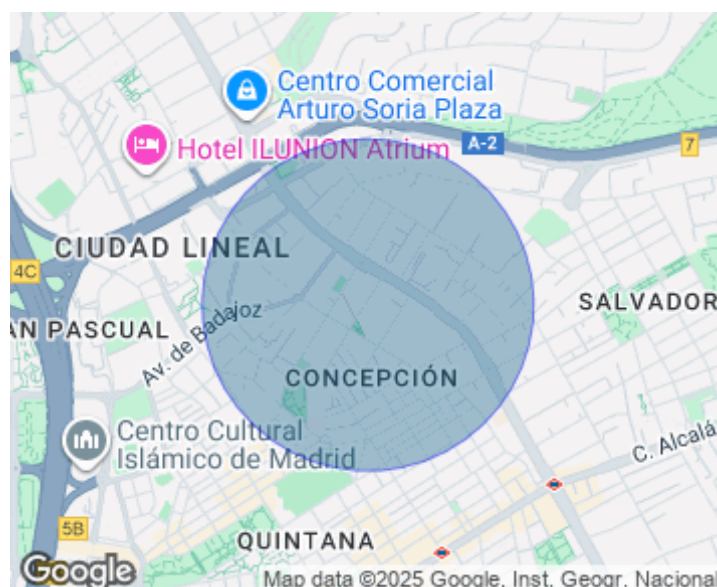 Centro Comercial
Arturo Soria Plaza
Hotel ILUNION Atrium
A-2
7
CIUDAD LINEAL
4C
SALVADOR
AN PASCUAL
Av. de Badajoz
CONCEPCIÓN
Centro Cultural
Islámico de Madrid
C. Alcalá
5B
QUINTANA
Google
Map data ©2025 Google, Inst. Geogr. Nacional